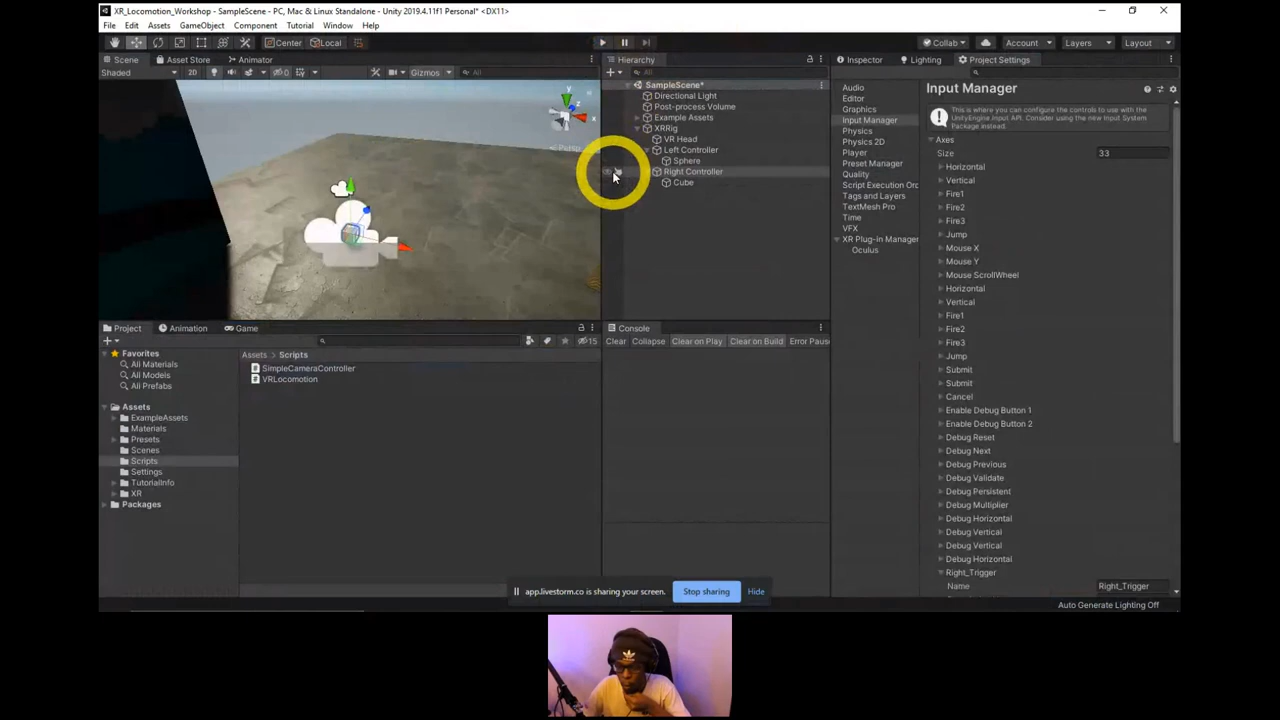 XR_Locomotion_Workshop - SampleScene - PC, Mac & Linux Standalone - Unity 2019.4.11f1 Personal* <DX11>
File Edit Assets GameObject Component Tutorial Window Help
Center Local Collab Account Layers Layout
Scene Asset Store Animator
Shaded 2D 0 Gizmos All
y
z
x
Persp
Hierarchy
All
SampleScene*
Directional Light
Post-process Volume
Example Assets
XRRig
VR Head
Left Controller
Sphere
Right Controller
Cube
Inspector Lighting Project Settings
Audio
Editor
Graphics
Input Manager
Physics
Physics 2D
Player
Preset Manager
Quality
Script Execution Ord
Tags and Layers
TextMesh Pro
Time
VFX
XR Plug-in Manager
Oculus
Input Manager
This is where you can configure the controls to use with the
UnityEngine Input API. Consider using the new Input System
Package instead.
Axes
Size 33
Horizontal
Vertical
Fire1
Fire2
Fire3
Jump
Mouse X
Mouse Y
Mouse ScrollWheel
Horizontal
Vertical
Fire1
Fire2
Fire3
Jump
Submit
Submit
Cancel
Enable Debug Button 1
Enable Debug Button 2
Debug Reset
Debug Next
Debug Previous
Debug Validate
Debug Persistent
Debug Multiplier
Debug Horizontal
Debug Vertical
Debug Vertical
Debug Horizontal
Right_Trigger
Name Right_Trigger
Project Animation Game
15
Favorites
All Materials
All Models
All Prefabs
Assets
ExampleAssets
Materials
Presets
Scenes
Scripts
Settings
TutorialInfo
XR
Packages
Assets Scripts
SimpleCameraController
VRLocomotion
Console
Clear Collapse Clear on Play Clear on Build Error Pause
app.livestorm.co is sharing your screen. Stop sharing Hide
Auto Generate Lighting Off